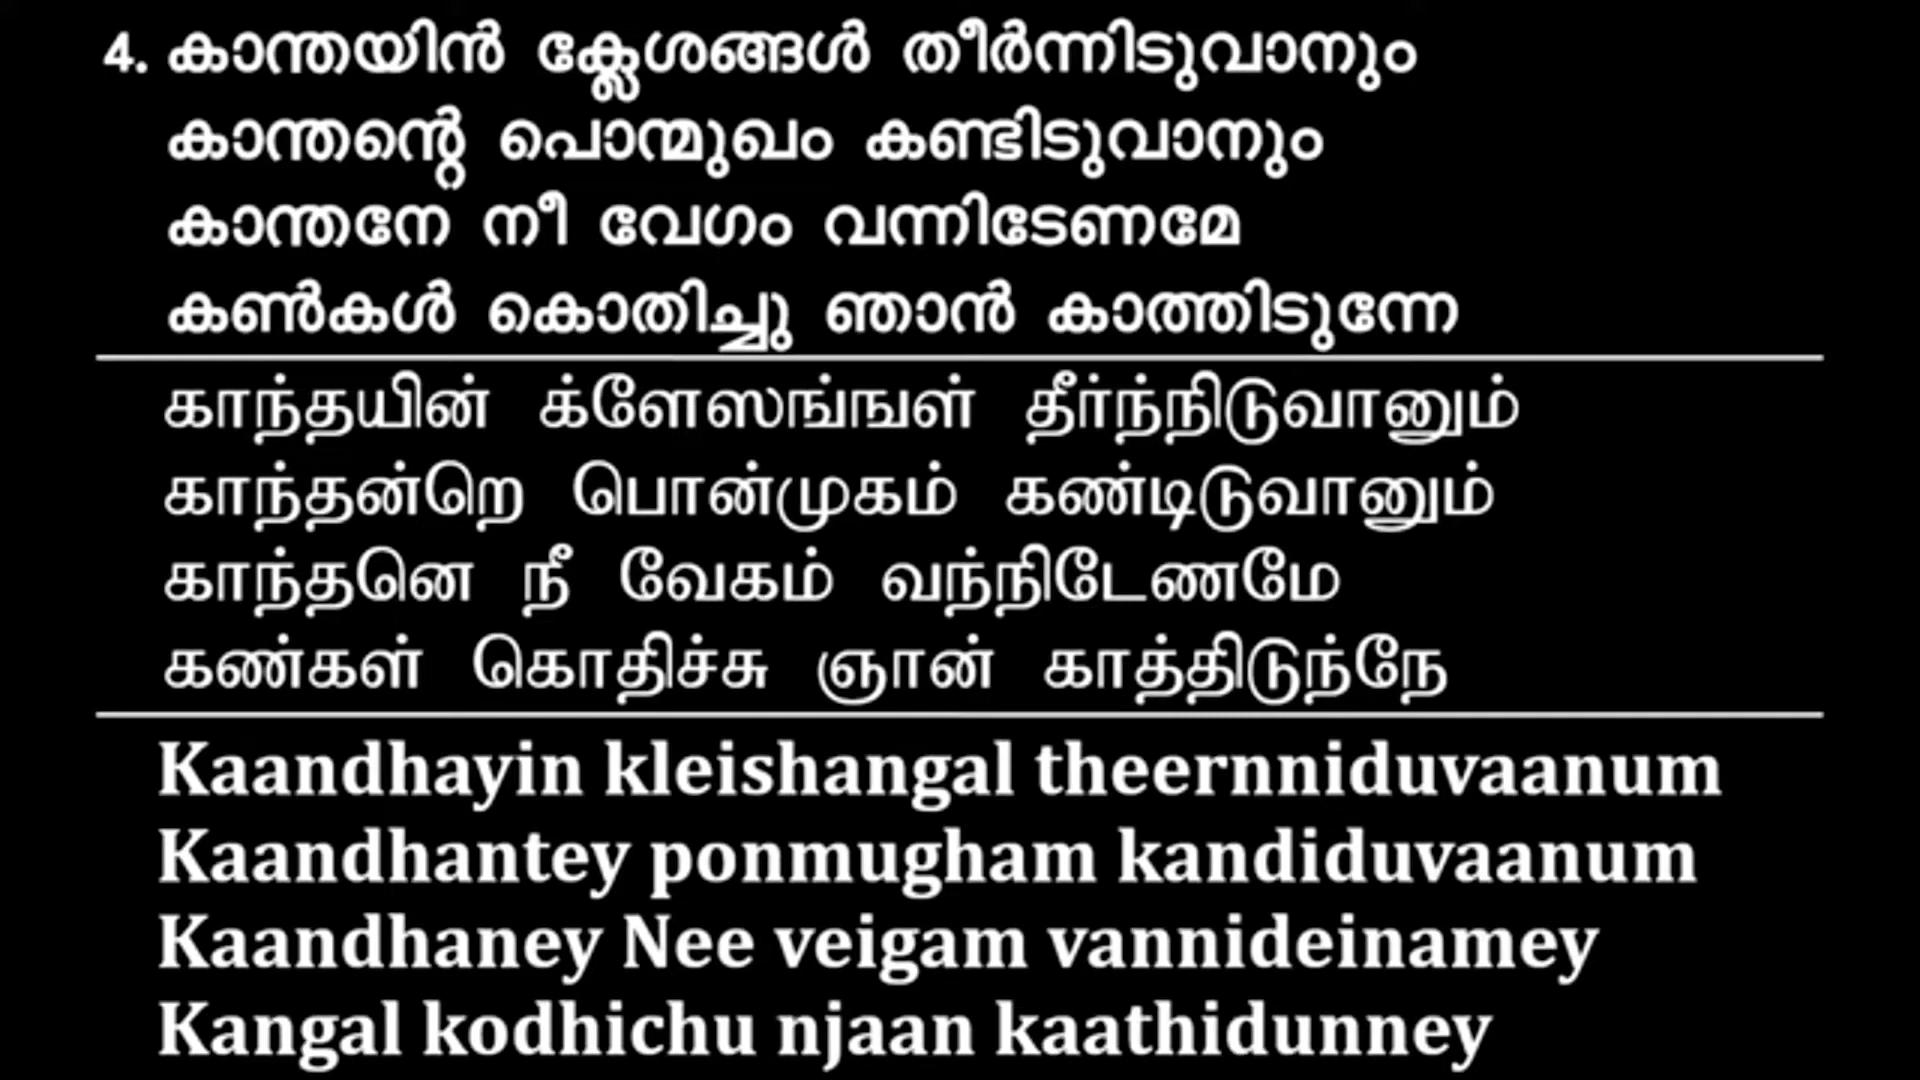 4. കാന്തയിൻ ക്ലേശങ്ങൾ തീർന്നിടുവാനും
കാന്തന്റെ പൊന്മുഖം കണ്ടിടുവാനും
കാന്തനേ നീ വേഗം വന്നിടേണമേ
കൺകൾ കൊതിച്ചു ഞാൻ കാത്തിടുന്നേ
காந்தயின் க்ளேஸங்ஙள் தீர்ந்நிடுவானும்
காந்தன்றெ பொன்முகம் கண்டிடுவானும்
காந்தனெ நீ வேகம் வந்நிடேணமே
கண்கள் கொதிச்சு ஞான் காத்திடுந்நே
Kaandhayin kleishangal theernniduvaanum
Kaandhantey ponmugham kandiduvaanum
Kaandhaney Nee veigam vannideinamey
Kangal kodhichu njaan kaathidunney